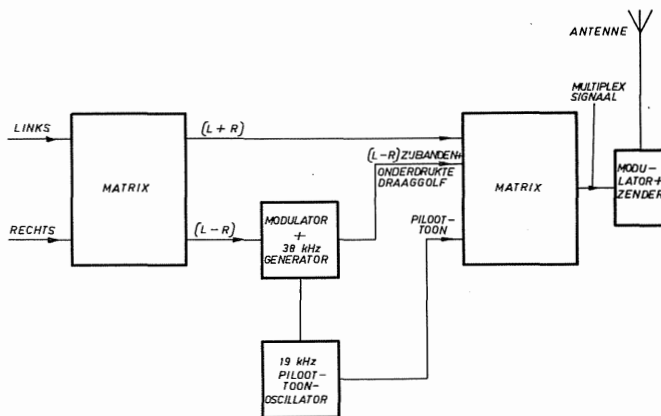 ANTENNE
MULTIPLEX
SIGNAAL
LINKS
(L+R)
(L-R) ZIJBANDEN+
ONDERDRUKTE
DRAAGGOLF
MATRIX
MATRIX
MODU-
LATOR+
ZENDER
RECHTS
(L-R)
MODULATOR
+
38 kHz
GENERATOR
PILOOT-
TOON
19 kHz
PILOOT-
TOON-
OSCILLATOR